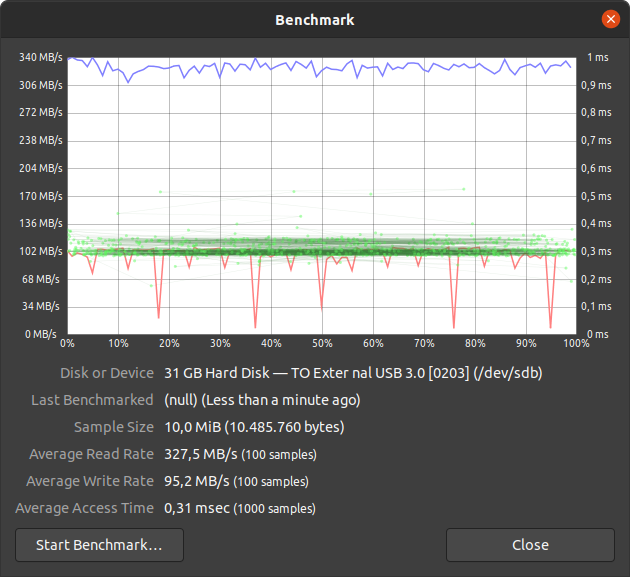 Benchmark
340 MB/s 1 ms
306 MB/s 0,9 ms
272 MB/s 0,8 ms
238 MB/s 0,7 ms
204 MB/s 0,6 ms
170 MB/s 0,5 ms
136 MB/s 0,4 ms
102 MB/s 0,3 ms
68 MB/s 0,2 ms
34 MB/s 0,1 ms
0 MB/s 0 ms
0% 10% 20% 30% 40% 50% 60% 70% 80% 90% 100%
Disk or Device 31 GB Hard Disk — TO Exter nal USB 3.0 [0203] (/dev/sdb)
Last Benchmarked (null) (Less than a minute ago)
Sample Size 10,0 MiB (10.485.760 bytes)
Average Read Rate 327,5 MB/s (100 samples)
Average Write Rate 95,2 MB/s (100 samples)
Average Access Time 0,31 msec (1000 samples)
Start Benchmark… Close